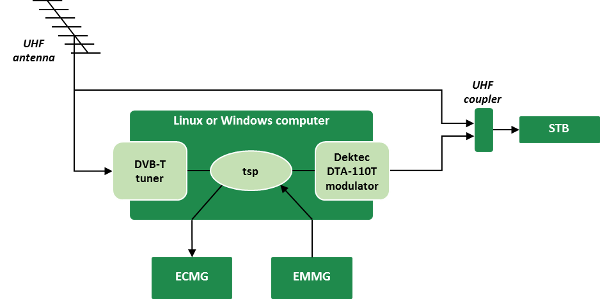 UHF
antenna
UHF
coupler
Linux or Windows computer
STB
DVB-T
tuner
tsp
Dektec
DTA-110T
modulator
ECMG
EMMG